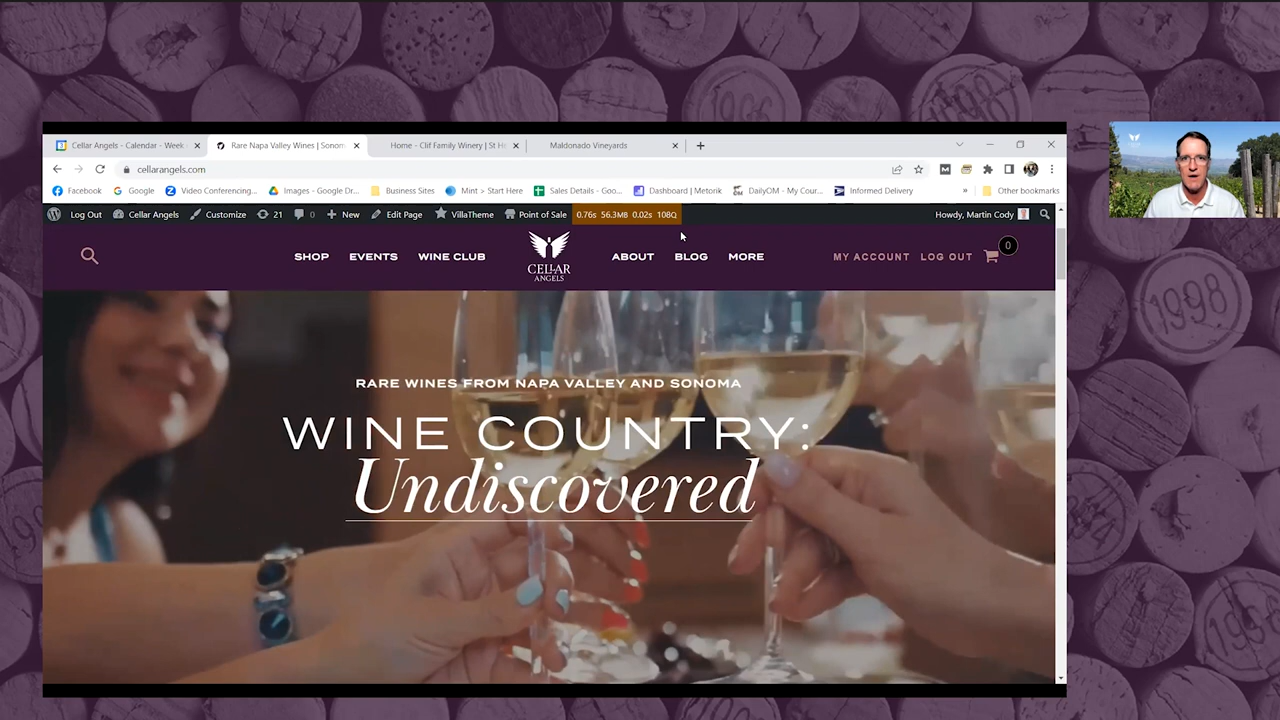 Cellar Angels - Calendar - Week
Rare Napa Valley Wines | Sonom
Home - Clif Family Winery | St H
Maldonado Vineyards
cellarangels.com
Facebook
Google
Video Conferencing...
Images - Google Dr...
Business Sites
Mint > Start Here
Sales Details - Goo...
Dashboard | Metorik
DailyOM - My Cour...
Informed Delivery
»
Other bookmarks
Log Out
Cellar Angels
Customize
21
0
New
Edit Page
VillaTheme
Point of Sale
0.76s 56.3MB 0.02s 108Q
Howdy, Martin Cody
SHOP
EVENTS
WINE CLUB
CELLAR
ANGELS
ABOUT
BLOG
MORE
MY ACCOUNT
LOG OUT
0
RARE WINES FROM NAPA VALLEY AND SONOMA
WINE COUNTRY:
Undiscovered
1998